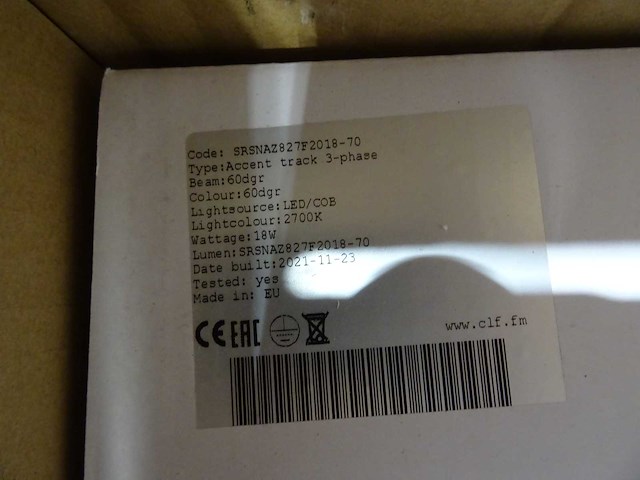 Code: SRSNAZ827F2018-70
Type:Accent track 3-phase
Beam:60dgr
Colour:60dgr
Lightsource:LED/COB
Lightcolour:2700K
Wattage:18W
Lumen:SRSNAZ827F2018-70
Date built:2021-11-23
Tested: yes
Made in: EU
CE EAC
www.clf.fm